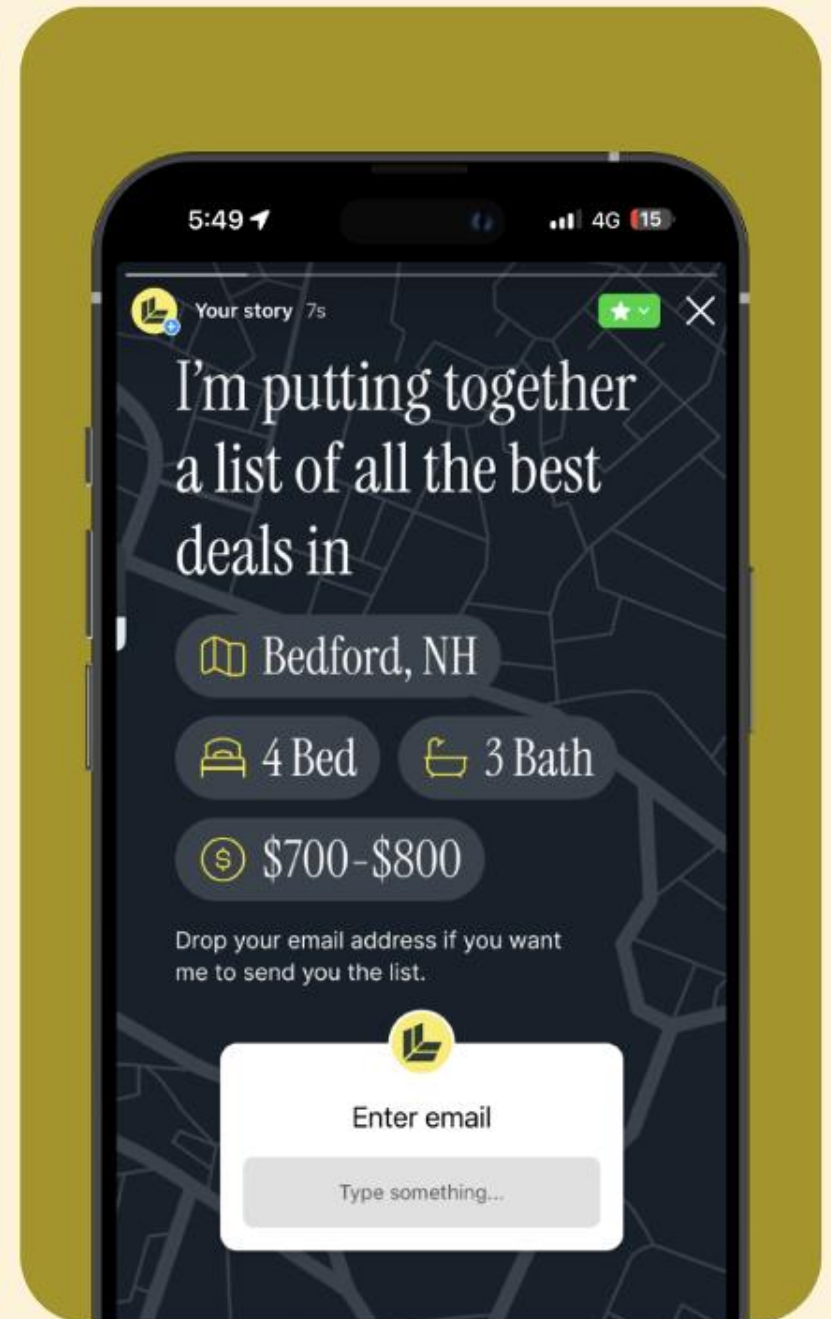 5:49 4G 15
Your story 7s
I’m putting together
a list of all the best
deals in
Bedford, NH
4 Bed 3 Bath
$ $700-$800
Drop your email address if you want
me to send you the list.
Enter email
Type something...